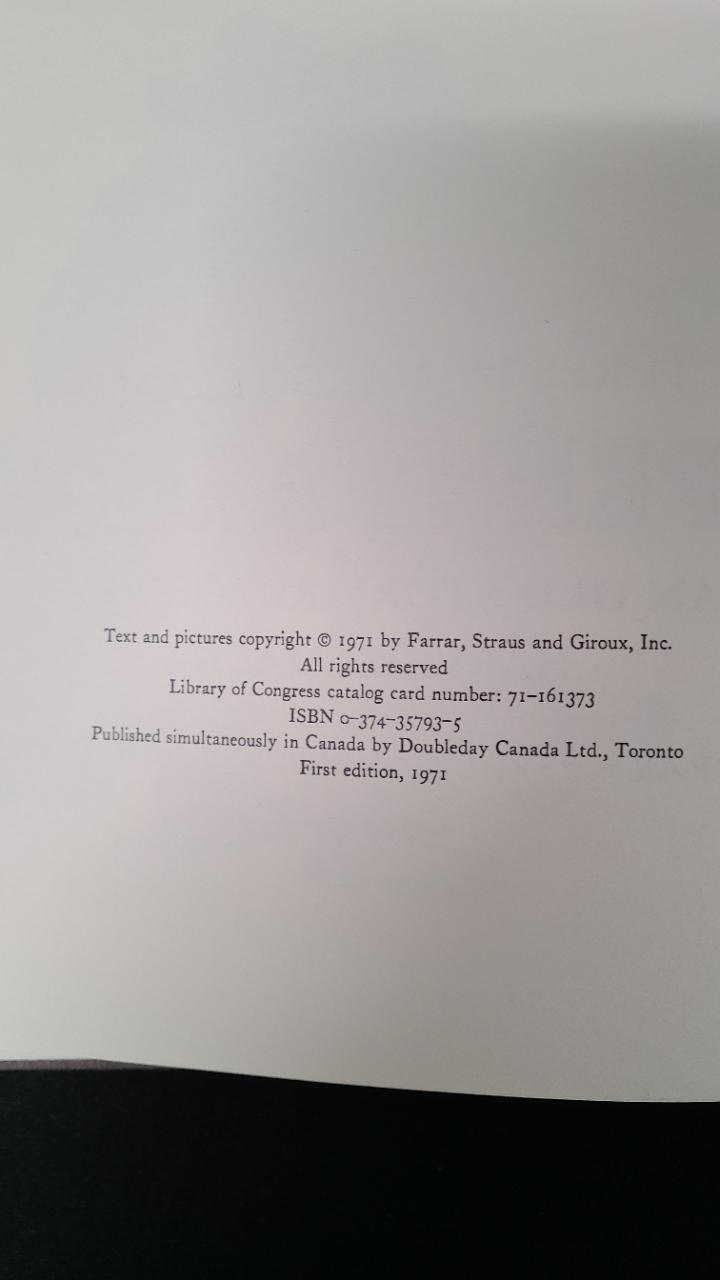 Text and pictures copyright © 1971 by Farrar, Straus and Giroux, Inc.
All rights reserved
Library of Congress catalog card number: 71-161373
ISBN 0-374-35793-5
Published simultaneously in Canada by Doubleday Canada Ltd., Toronto
First edition, 1971